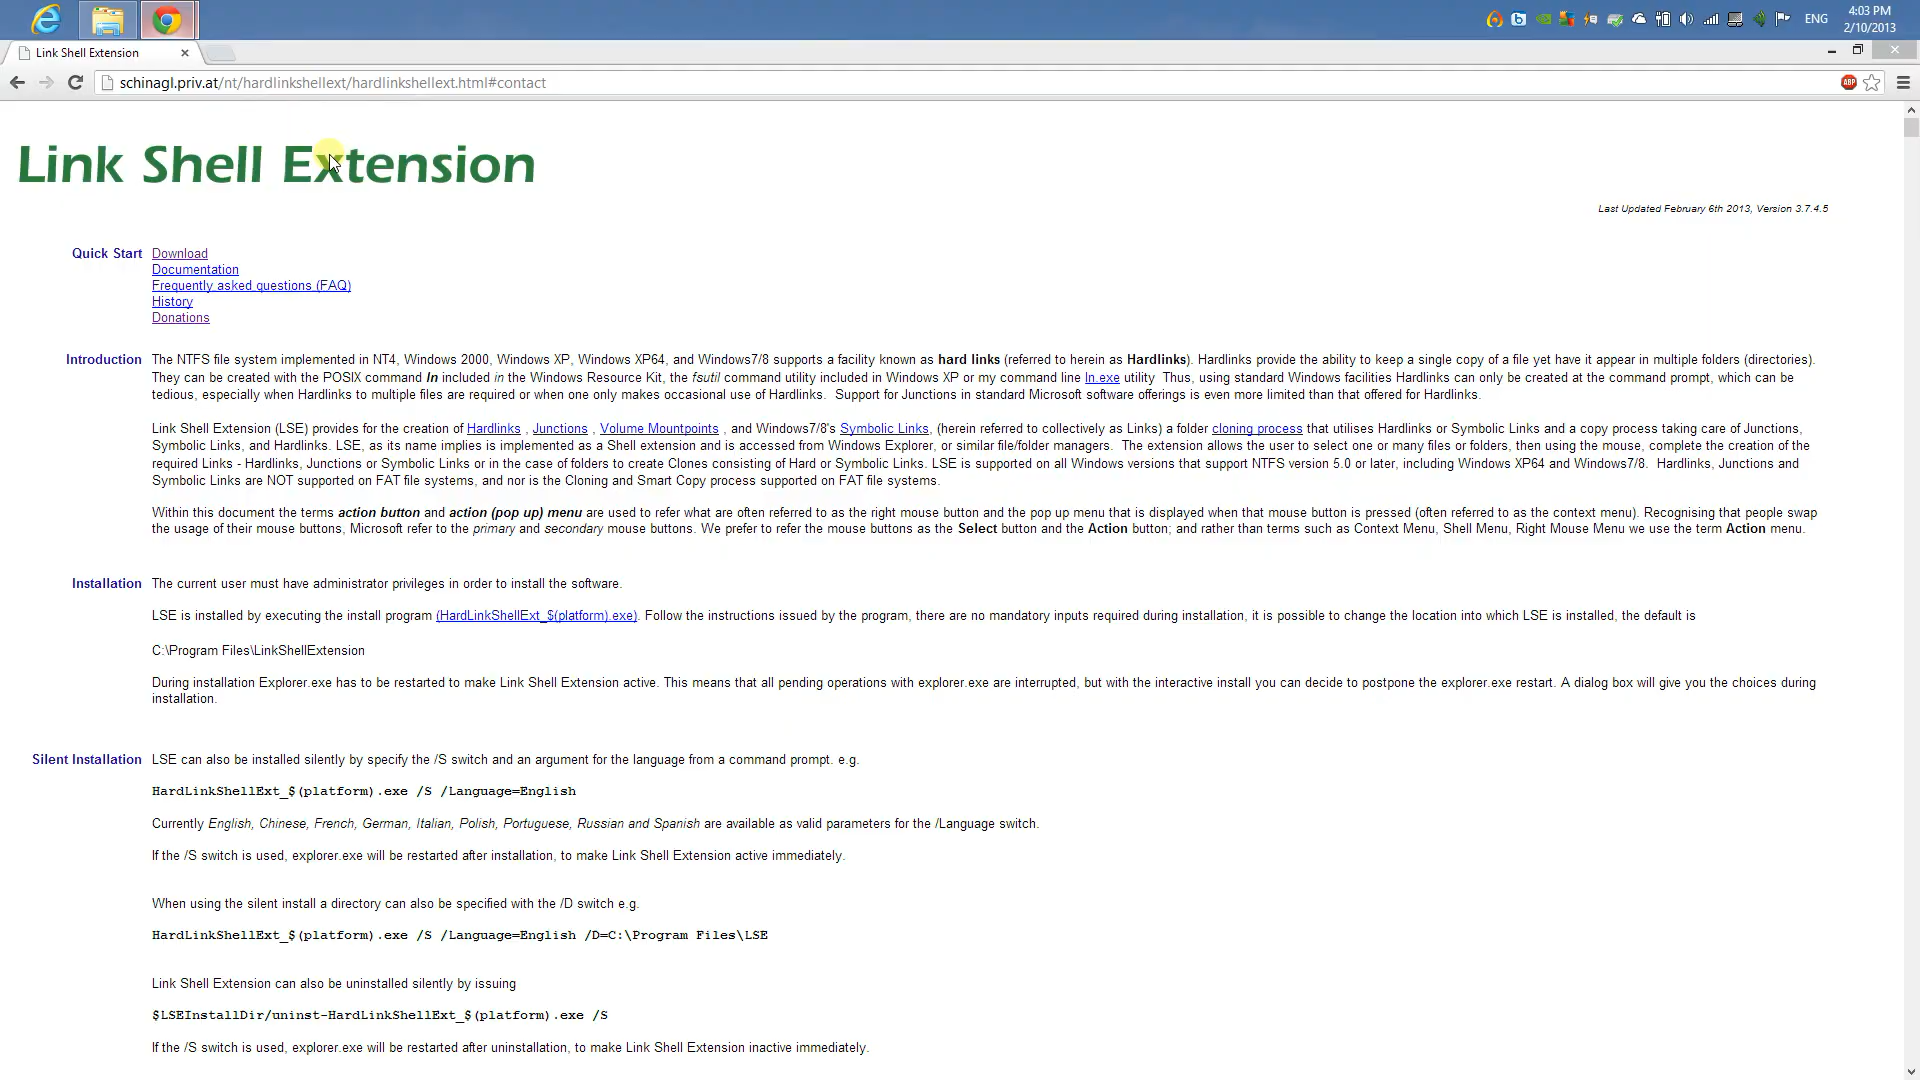 4:03 PM
ENG
2/10/2013
Link Shell Extension
schinagl.priv.at/nt/hardlinkshellext/hardlinkshellext.html#contact
ABP
Link Shell Extension
Last Updated February 6th 2013, Version 3.7.4.5
Quick Start Download
Documentation
Frequently asked questions (FAQ)
History
Donations
Introduction The NTFS file system implemented in NT4, Windows 2000, Windows XP, Windows XP64, and Windows7/8 supports a facility known as hard links (referred to herein as Hardlinks). Hardlinks provide the ability to keep a single copy of a file yet have it appear in multiple folders (directories).
They can be created with the POSIX command ln included in the Windows Resource Kit, the fsutil command utility included in Windows XP or my command line ln.exe utility Thus, using standard Windows facilities Hardlinks can only be created at the command prompt, which can be
tedious, especially when Hardlinks to multiple files are required or when one only makes occasional use of Hardlinks. Support for Junctions in standard Microsoft software offerings is even more limited than that offered for Hardlinks.
Link Shell Extension (LSE) provides for the creation of Hardlinks , Junctions , Volume Mountpoints , and Windows7/8's Symbolic Links, (herein referred to collectively as Links) a folder cloning process that utilises Hardlinks or Symbolic Links and a copy process taking care of Junctions,
Symbolic Links, and Hardlinks. LSE, as its name implies is implemented as a Shell extension and is accessed from Windows Explorer, or similar file/folder managers. The extension allows the user to select one or many files or folders, then using the mouse, complete the creation of the
required Links - Hardlinks, Junctions or Symbolic Links or in the case of folders to create Clones consisting of Hard or Symbolic Links. LSE is supported on all Windows versions that support NTFS version 5.0 or later, including Windows XP64 and Windows7/8. Hardlinks, Junctions and
Symbolic Links are NOT supported on FAT file systems, and nor is the Cloning and Smart Copy process supported on FAT file systems.
Within this document the terms action button and action (pop up) menu are used to refer what are often referred to as the right mouse button and the pop up menu that is displayed when that mouse button is pressed (often referred to as the context menu). Recognising that people swap
the usage of their mouse buttons, Microsoft refer to the primary and secondary mouse buttons. We prefer to refer the mouse buttons as the Select button and the Action button; and rather than terms such as Context Menu, Shell Menu, Right Mouse Menu we use the term Action menu.
Installation The current user must have administrator privileges in order to install the software.
LSE is installed by executing the install program (HardLinkShellExt_$(platform).exe). Follow the instructions issued by the program, there are no mandatory inputs required during installation, it is possible to change the location into which LSE is installed, the default is
C:\Program Files\LinkShellExtension
During installation Explorer.exe has to be restarted to make Link Shell Extension active. This means that all pending operations with explorer.exe are interrupted, but with the interactive install you can decide to postpone the explorer.exe restart. A dialog box will give you the choices during
installation.
Silent Installation LSE can also be installed silently by specify the /S switch and an argument for the language from a command prompt. e.g.
HardLinkShellExt_$(platform).exe /S /Language=English
Currently English, Chinese, French, German, Italian, Polish, Portuguese, Russian and Spanish are available as valid parameters for the /Language switch.
If the /S switch is used, explorer.exe will be restarted after installation, to make Link Shell Extension active immediately.
When using the silent install a directory can also be specified with the /D switch e.g.
HardLinkShellExt_$(platform).exe /S /Language=English /D=C:\Program Files\LSE
Link Shell Extension can also be uninstalled silently by issuing
$LSEInstallDir/uninst-HardLinkShellExt_$(platform).exe /S
If the /S switch is used, explorer.exe will be restarted after uninstallation, to make Link Shell Extension inactive immediately.